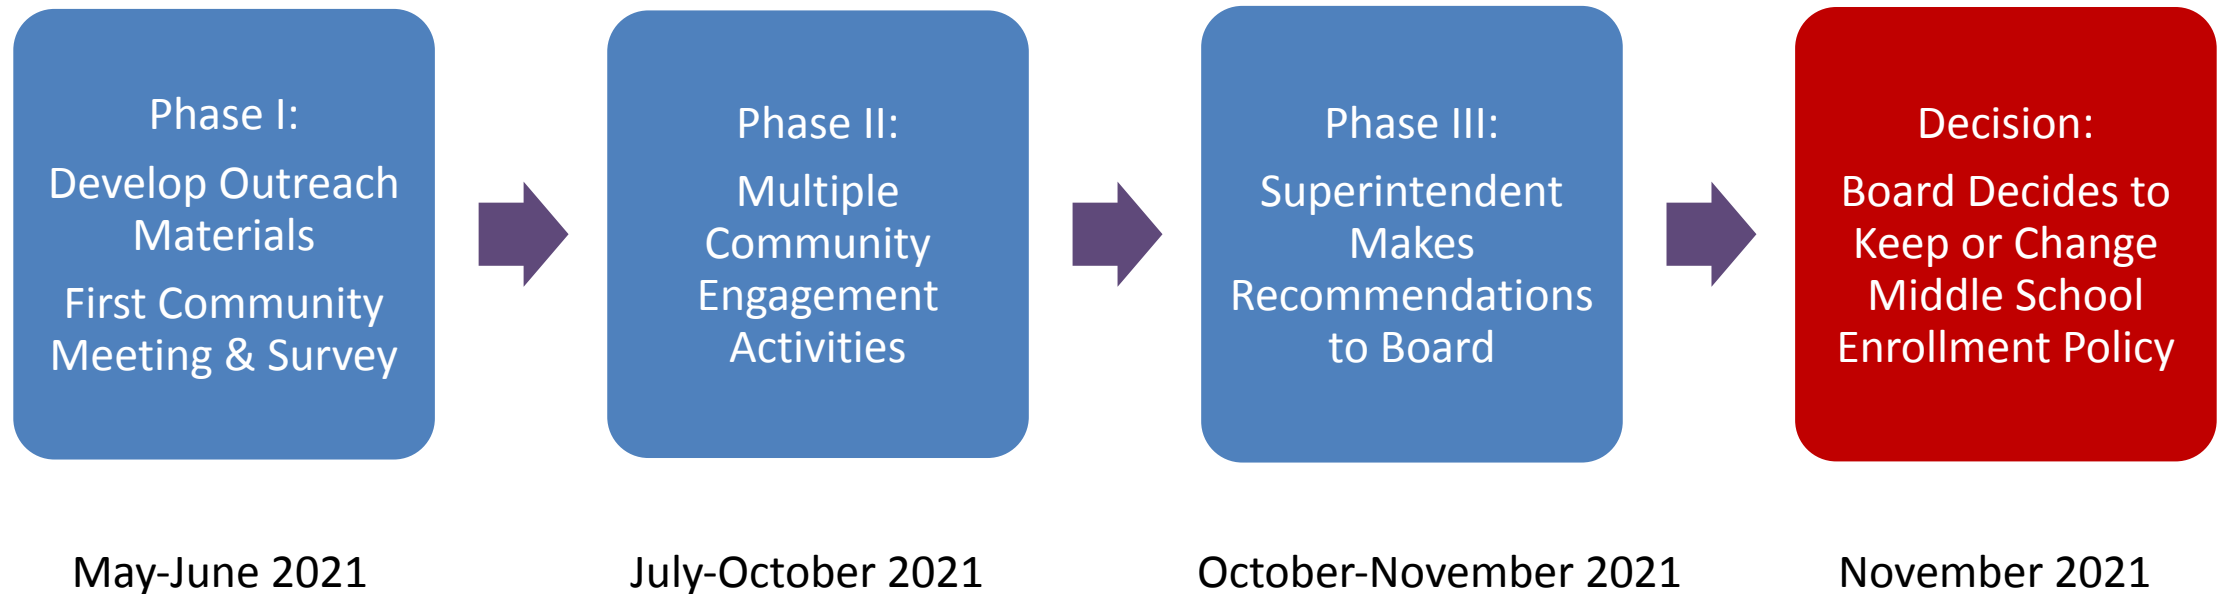 Phase I:
Develop Outreach
Materials
First Community
Meeting & Survey
Phase II:
Multiple
Community
Engagement
Activities
Phase III:
Superintendent
Makes
Recommendations
to Board
Decision:
Board Decides to
Keep or Change
Middle School
Enrollment Policy
May-June 2021
July-October 2021
October-November 2021
November 2021